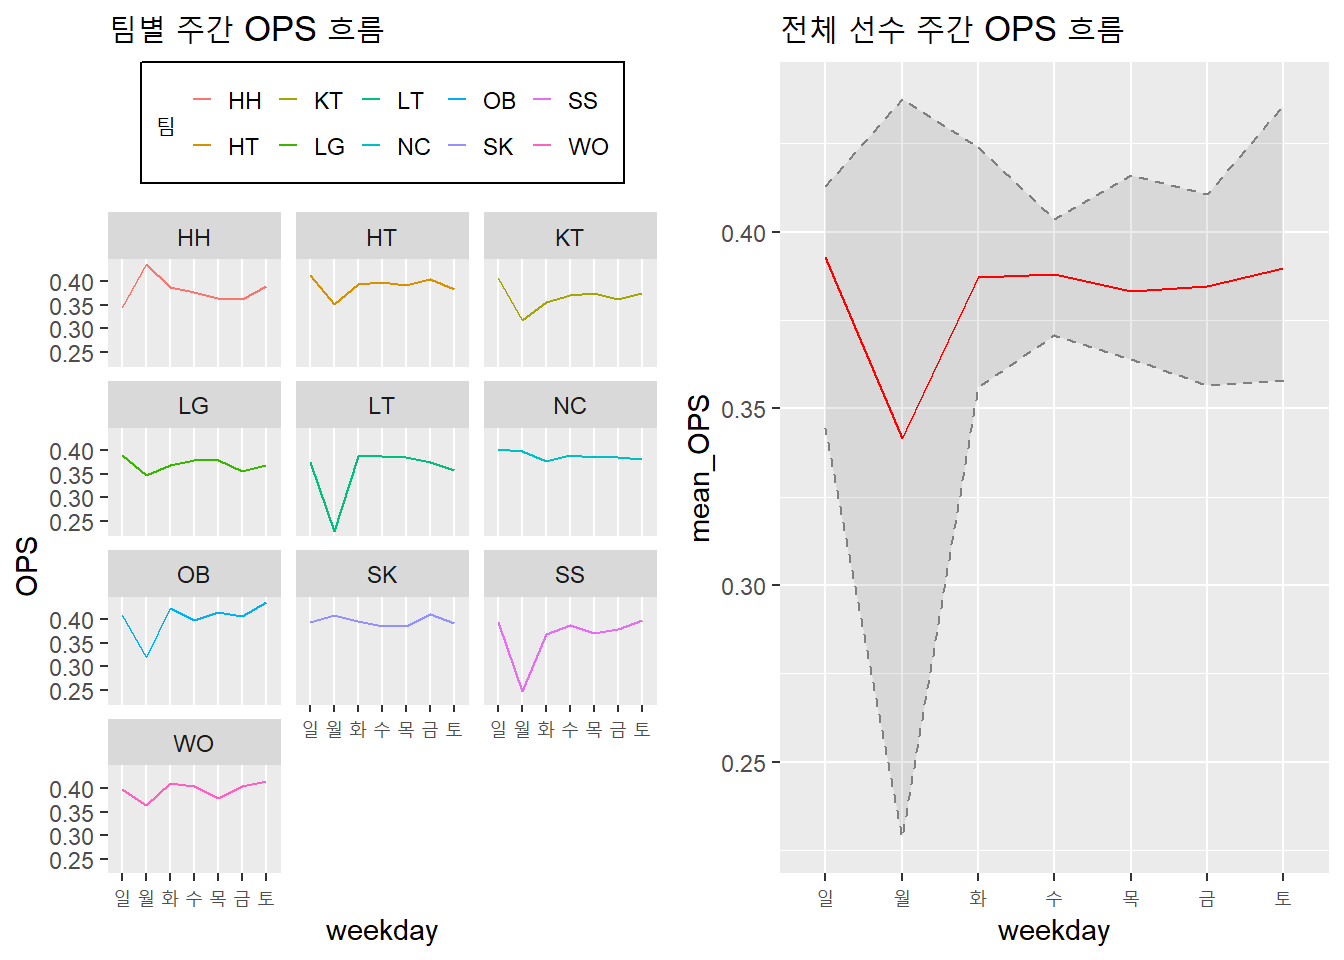 팀별 주간 OPS 흐름
팀
HH KT LT OB SS
HT LG NC SK WO
HH HT KT
0.40
0.35
0.30
0.25
LG LT NC
0.40
0.35
0.30
0.25
OB SK SS
0.40
0.35
0.30
0.25
일 월 화 수 목 금 토 일 월 화 수 목 금 토
WO
0.40
0.35
0.30
0.25
일 월 화 수 목 금 토
OPS
weekday
전체 선수 주간 OPS 흐름
mean_OPS
0.40
0.35
0.30
0.25
일 월 화 수 목 금 토
weekday